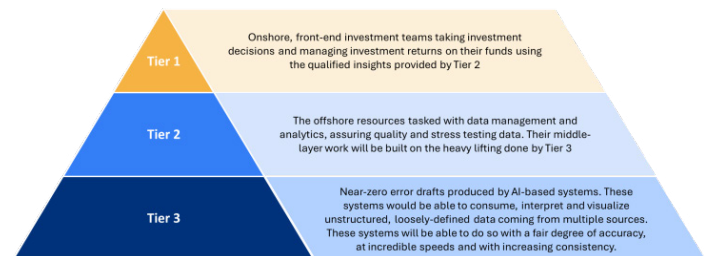 Tier 1
Onshore, front-end investment teams taking investment
decisions and managing investment returns on their funds using
the qualified insights provided by Tier 2
Tier 2
The offshore resources tasked with data management and
analytics, assuring quality and stress testing data. Their middle-
layer work will be built on the heavy lifting done by Tier 3
Tier 3
Near-zero error drafts produced by AI-based systems. These
systems would be able to consume, interpret and visualize
unstructured, loosely-defined data coming from multiple sources.
These systems will be able to do so with a fair degree of accuracy,
at incredible speeds and with increasing consistency.